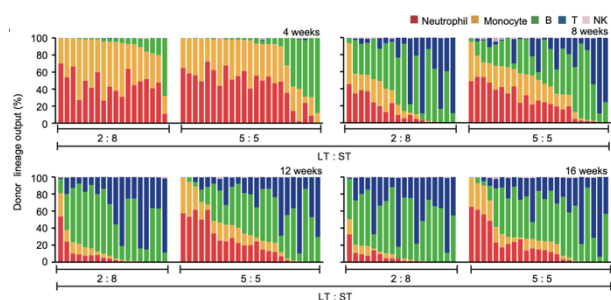 Neutrophil Monocyte B T NK
4 weeks 8 weeks
100
80
60
40
20
0
2 : 8 5 : 5 2 : 8 5 : 5
LT : ST
Donor lineage output (%)
12 weeks 16 weeks
100
80
60
40
20
0
2 : 8 5 : 5 2 : 8 5 : 5
LT : ST